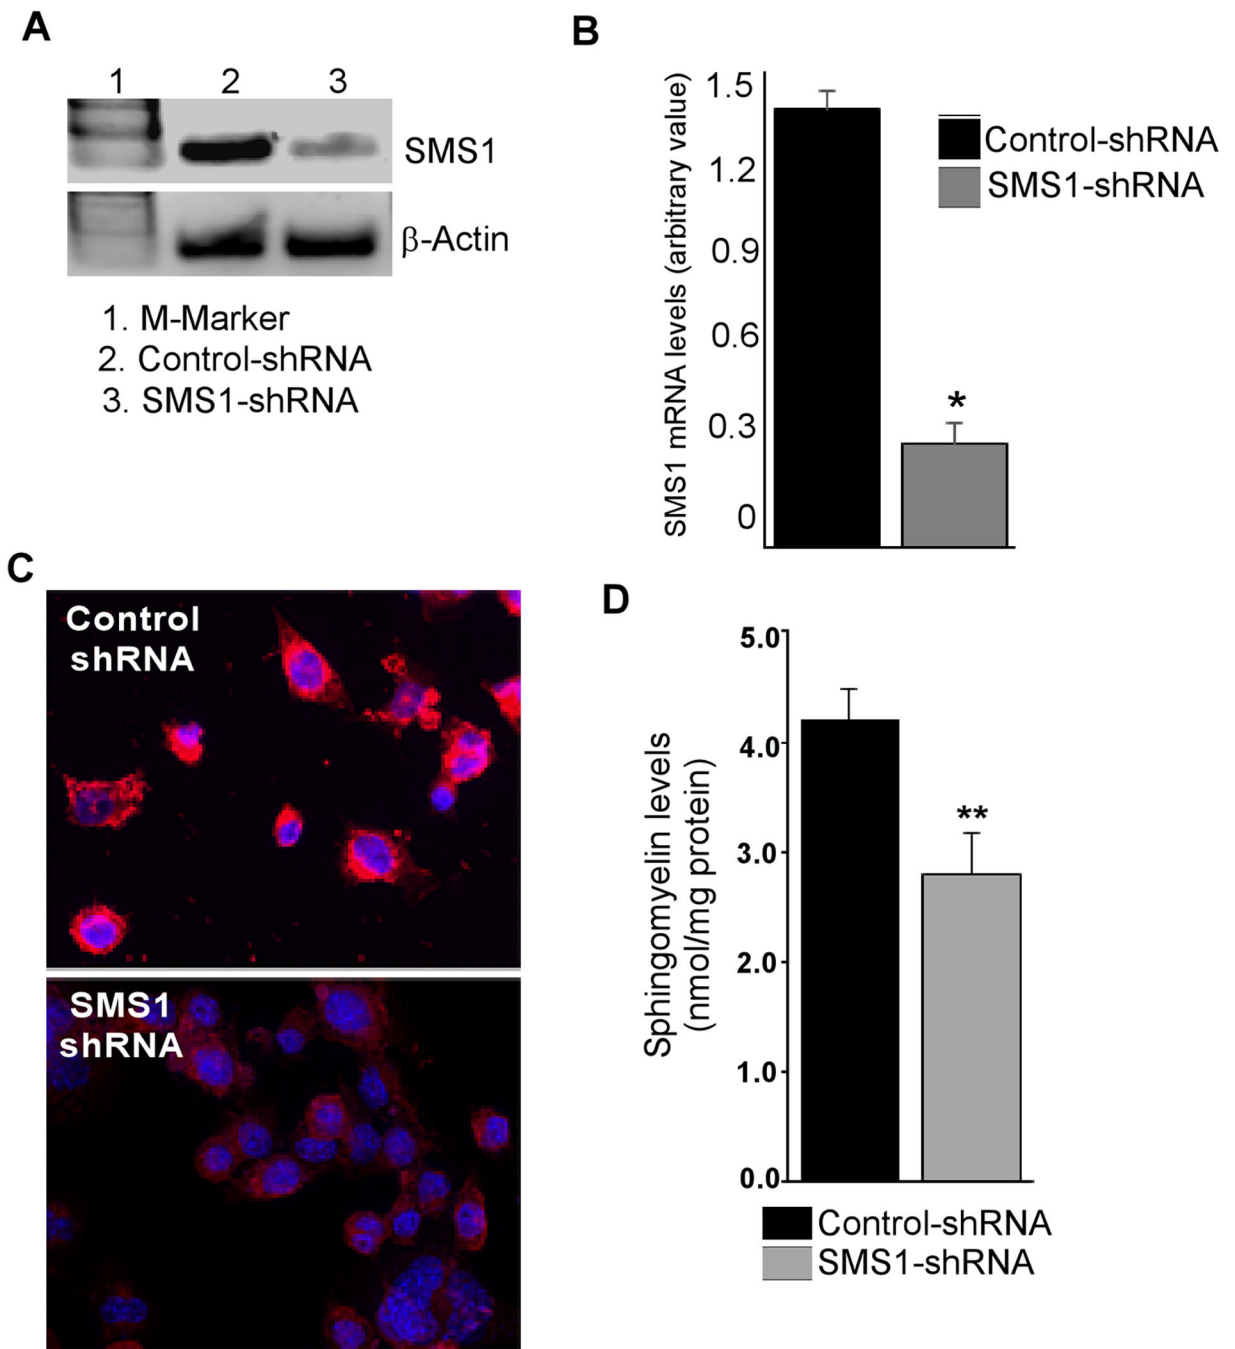 A
1 2 3
SMS1
β-Actin
1. M-Marker
2. Control-shRNA
3. SMS1-shRNA
B
SMS1 mRNA levels (arbitrary value)
1.5
1.2
0.9
0.6
0.3
0
*
Control-shRNA
SMS1-shRNA
C
Control
shRNA
SMS1
shRNA
D
Sphingomyelin levels
(nmol/mg protein)
5.0
4.0
3.0
2.0
1.0
0.0
**
Control-shRNA
SMS1-shRNA